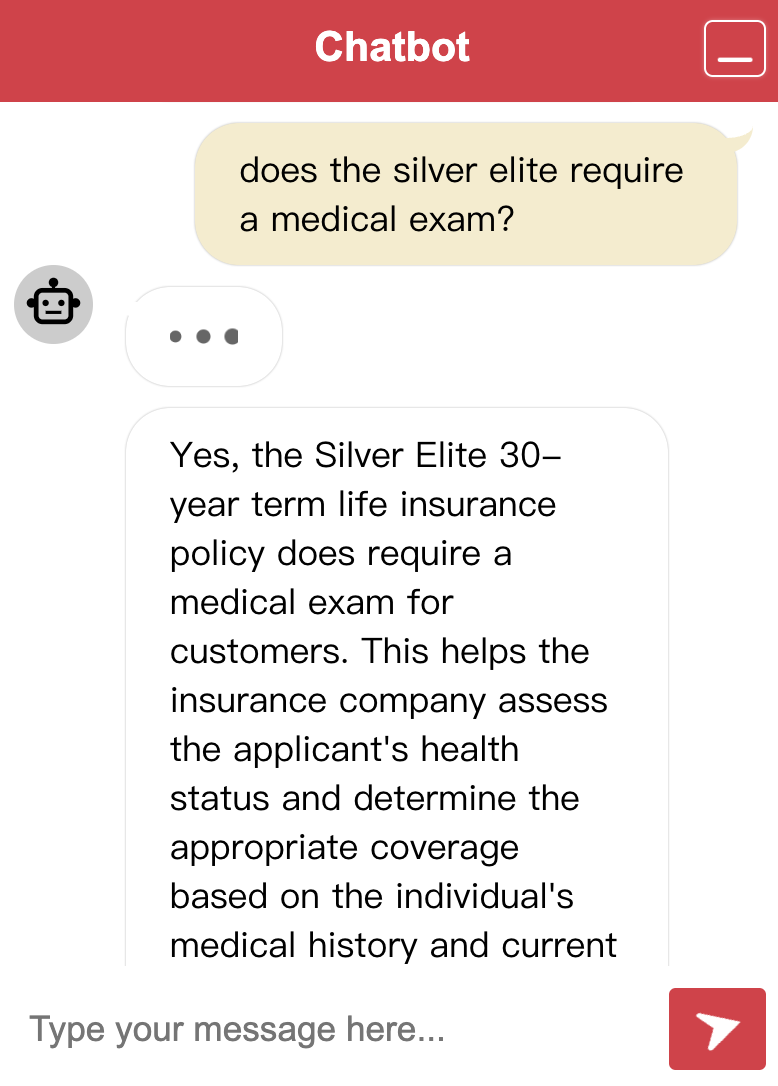 Chatbot
does the silver elite require
a medical exam?
Yes, the Silver Elite 30–
year term life insurance
policy does require a
medical exam for
customers. This helps the
insurance company assess
the applicant's health
status and determine the
appropriate coverage
based on the individual's
medical history and current
Type your message here...